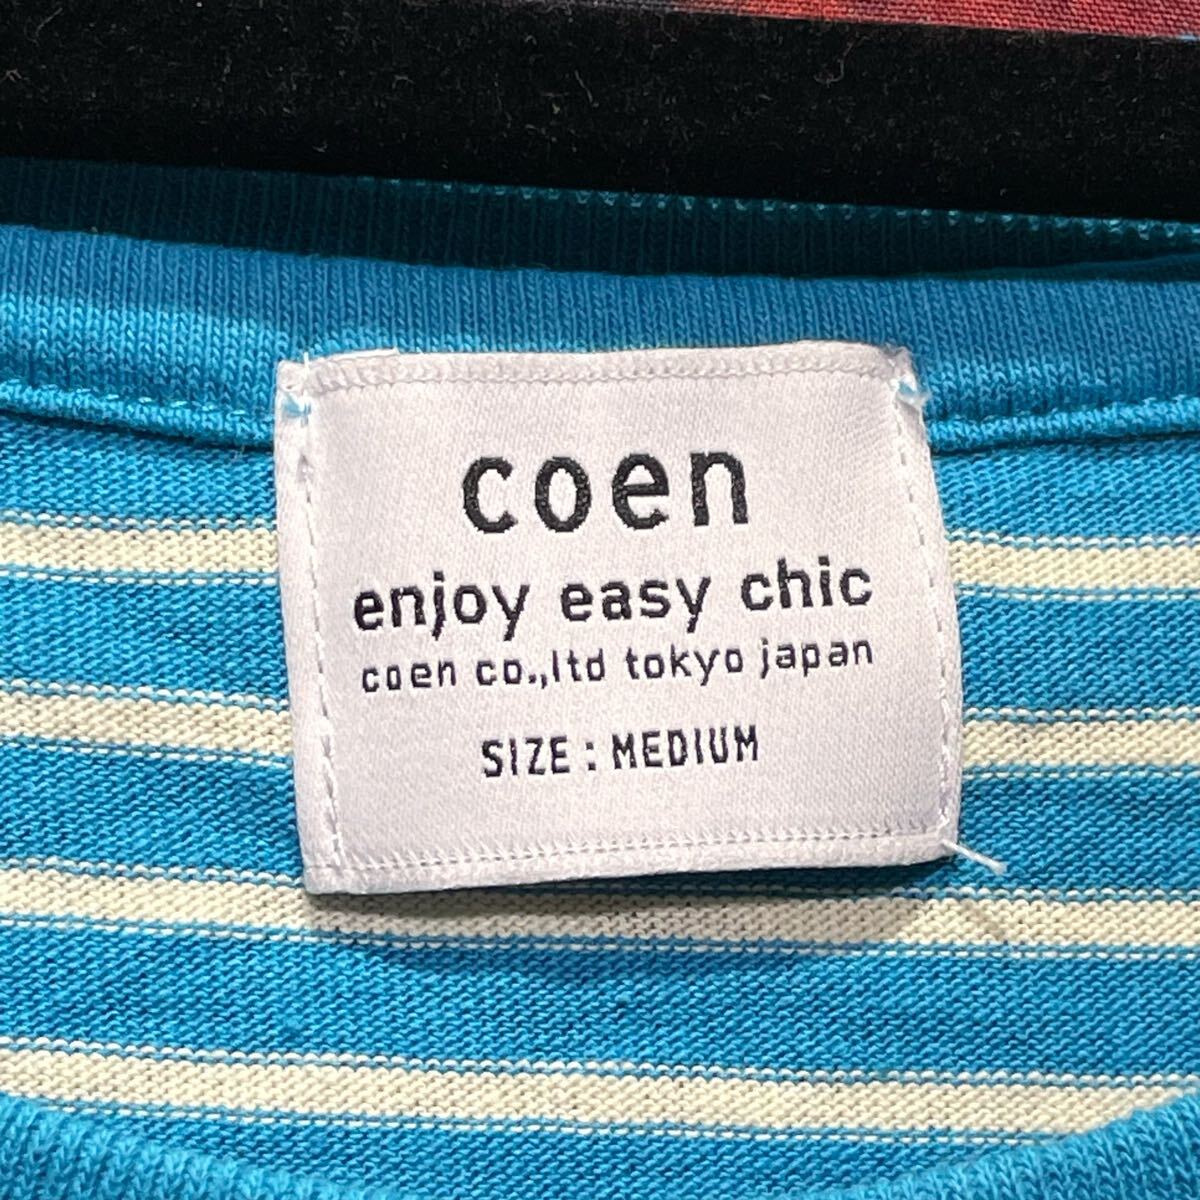 coen
enjoy easy chic
coen co.,ltd tokyo japan
SIZE : MEDIUM